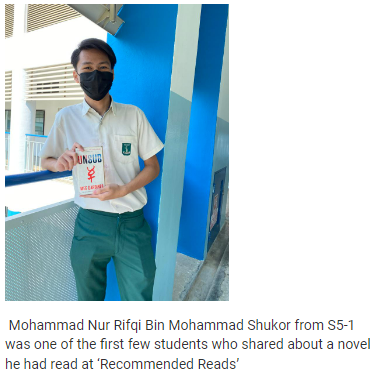 UNSUB
Mohammad Nur Rifqi Bin Mohammad Shukor from S5-1
was one of the first few students who shared about a novel
he had read at ‘Recommended Reads’